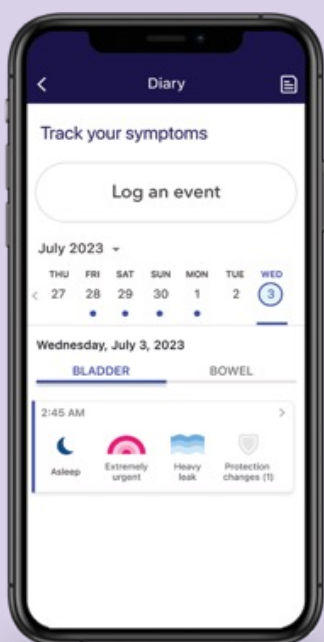 Diary
Track your symptoms
Log an event
July 2023
THU FRI SAT SUN MON TUE WED
27 28 29 30 1 2 3
Wednesday, July 3, 2023
BLADDER BOWEL
2:45 AM
Asleep Extremely urgent Heavy leak Protection changes (1)